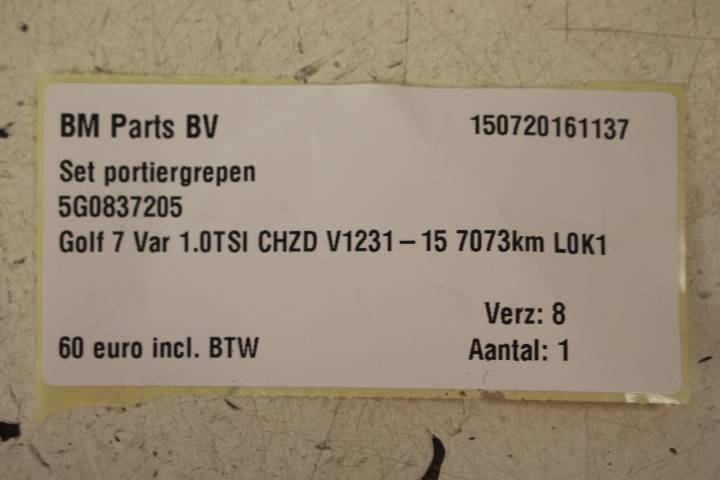 BM Parts BV 150720161137
Set portiergrepen
5G0837205
Golf 7 Var 1.0TSI CHZD V1231-15 7073km L0K1
Verz: 8
60 euro incl. BTW Aantal: 1